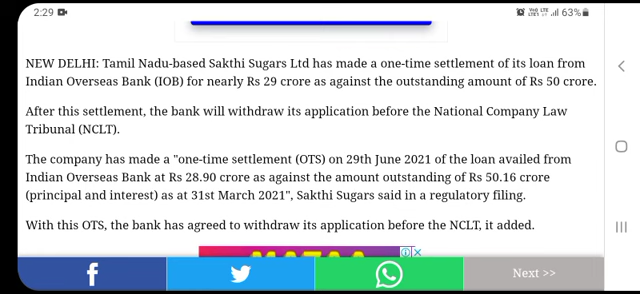 2:29
63%
NEW DELHI: Tamil Nadu-based Sakthi Sugars Ltd has made a one-time settlement of its loan from
Indian Overseas Bank (IOB) for nearly Rs 29 crore as against the outstanding amount of Rs 50 crore.
After this settlement, the bank will withdraw its application before the National Company Law
Tribunal (NCLT).
The company has made a "one-time settlement (OTS) on 29th June 2021 of the loan availed from
Indian Overseas Bank at Rs 28.90 crore as against the amount outstanding of Rs 50.16 crore
(principal and interest) as at 31st March 2021", Sakthi Sugars said in a regulatory filing.
With this OTS, the bank has agreed to withdraw its application before the NCLT, it added.
Next >>